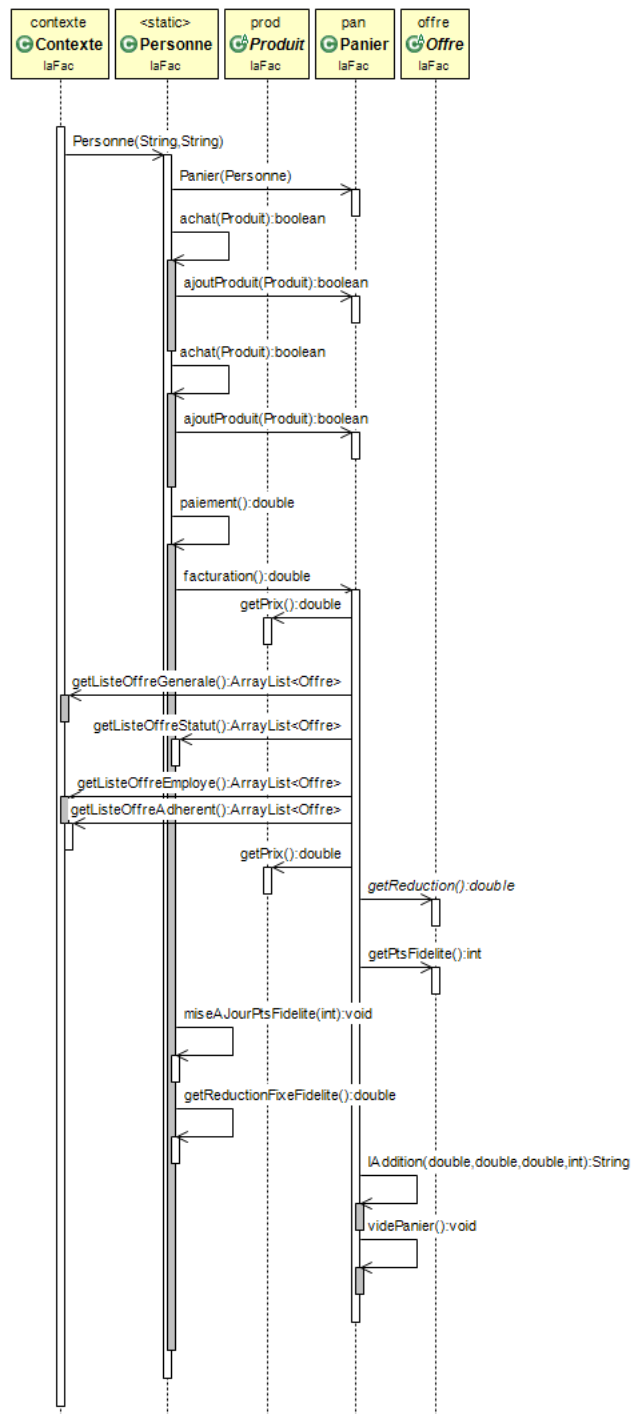 contexte
Contexte
laFac
<static>
Personne
laFac
prod
Produit
laFac
pan
Panier
laFac
offre
Offre
laFac
Personne(String,String)
Panier(Personne)
achat(Produit):boolean
ajoutProduit(Produit):boolean
achat(Produit):boolean
ajoutProduit(Produit):boolean
paiement():double
facturation():double
getPrix():double
getListeOffreGenerale():ArrayList<Offre>
getListeOffreStatut():ArrayList<Offre>
getListeOffreEmploye():ArrayList<Offre>
getListeOffreAdherent():ArrayList<Offre>
getPrix():double
getReduction():double
getPtsFidelite():int
miseAJourPtsFidelite(int):void
getReductionFixeFidelite():double
lAddition(double,double,double,int):String
videPanier():void